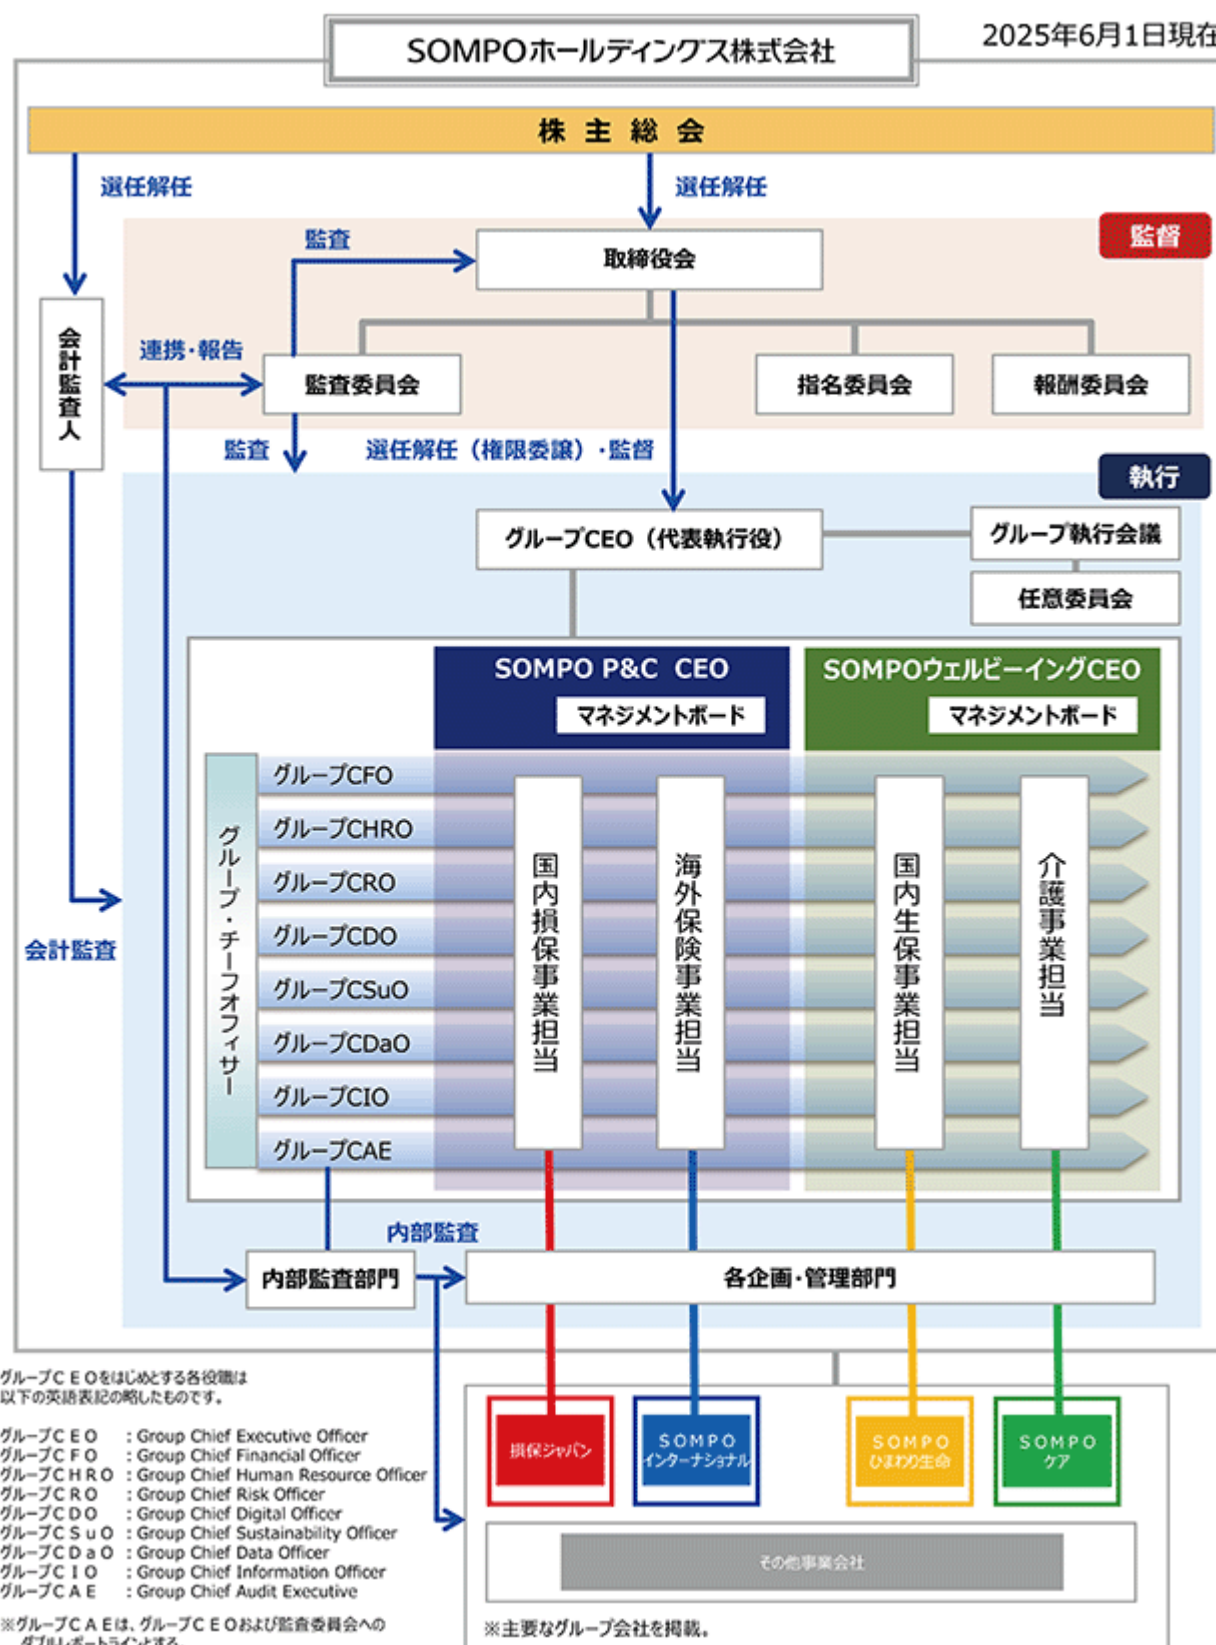 SOMPOホールディングス株式会社
2025年6月1日現在
株主総会
選任解任
選任解任
監督
監査
取締役会
会計監査人
連携・報告
監査委員会
指名委員会
報酬委員会
監査
選任解任（権限委譲）・監督
執行
グループCEO（代表執行役）
グループ執行会議
任意委員会
SOMPO P&C CEO
マネジメントボード
SOMPOウェルビーイングCEO
マネジメントボード
グループ・チーフオフィサー
グループCFO
グループCHRO
グループCRO
グループCDO
グループCSuO
グループCDaO
グループCIO
グループCAE
国内損保事業担当
海外保険事業担当
国内生保事業担当
介護事業担当
会計監査
内部監査
内部監査部門
各企画・管理部門
グループＣＥＯをはじめとする各役職は
以下の英語表記の略したものです。
グループＣＥＯ : Group Chief Executive Officer
グループＣＦＯ : Group Chief Financial Officer
グループＣＨＲＯ : Group Chief Human Resource Officer
グループＣＲＯ : Group Chief Risk Officer
グループＣＤＯ : Group Chief Digital Officer
グループＣＳｕＯ : Group Chief Sustainability Officer
グループＣＤａＯ : Group Chief Data Officer
グループＣＩＯ : Group Chief Information Officer
グループＣＡＥ : Group Chief Audit Executive
※グループＣＡＥは、グループＣＥＯおよび監査委員会への
ダブルレポートラインとする。
損保ジャパン
ＳＯＭＰＯ
インターナショナル
ＳＯＭＰＯ
ひまわり生命
ＳＯＭＰＯ
ケア
その他事業会社
※主要なグループ会社を掲載。